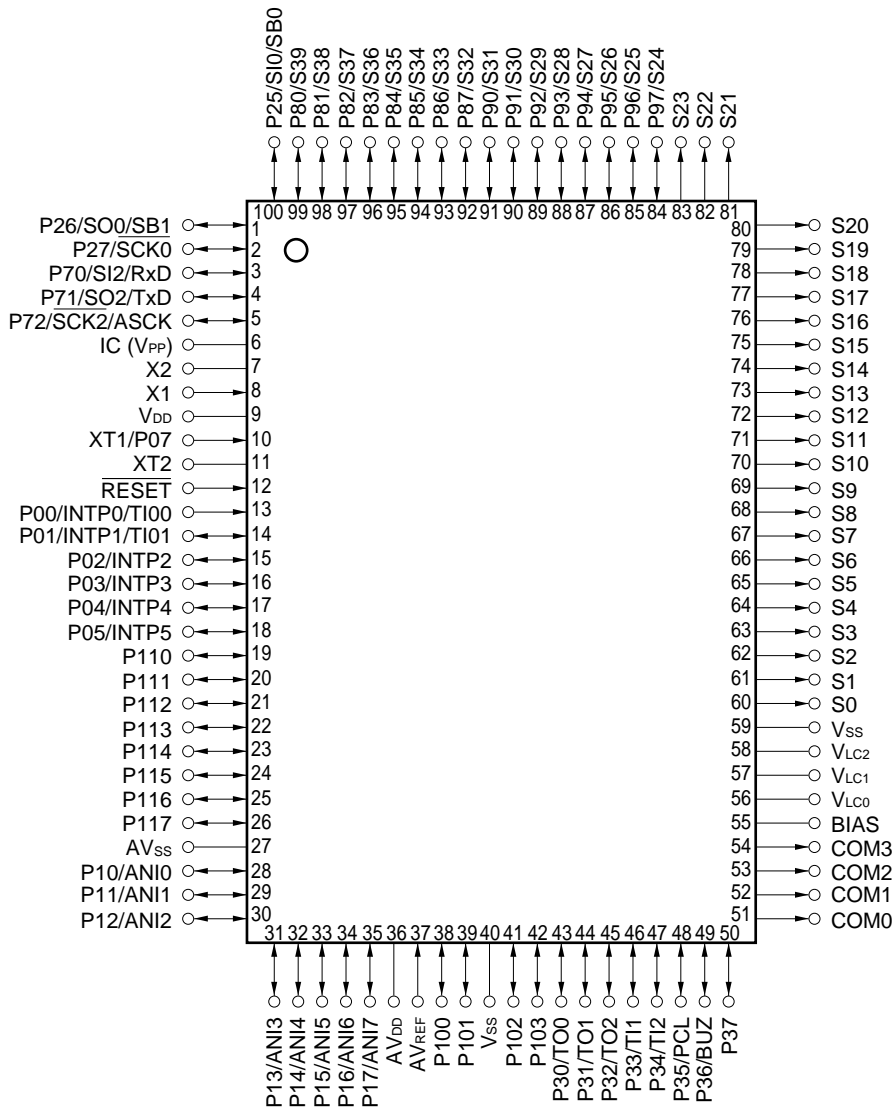 P25/SI0/SB0
P80/S39
P81/S38
P82/S37
P83/S36
P84/S35
P85/S34
P86/S33
P87/S32
P90/S31
P91/S30
P92/S29
P93/S28
P94/S27
P95/S26
P96/S25
P97/S24
S23
S22
S21
100 99 98 97 96 95 94 93 92 91 90 89 88 87 86 85 84 83 82 81
P26/SO0/SB1 1
P27/SCK0 2
P70/SI2/RxD 3
P71/SO2/TxD 4
P72/SCK2/ASCK 5
IC (VPP) 6
X2 7
X1 8
VDD 9
XT1/P07 10
XT2 11
RESET 12
P00/INTP0/TI00 13
P01/INTP1/TI01 14
P02/INTP2 15
P03/INTP3 16
P04/INTP4 17
P05/INTP5 18
P110 19
P111 20
P112 21
P113 22
P114 23
P115 24
P116 25
P117 26
AVSS 27
P10/ANI0 28
P11/ANI1 29
P12/ANI2 30
80 S20
79 S19
78 S18
77 S17
76 S16
75 S15
74 S14
73 S13
72 S12
71 S11
70 S10
69 S9
68 S8
67 S7
66 S6
65 S5
64 S4
63 S3
62 S2
61 S1
60 S0
59 VSS
58 VLC2
57 VLC1
56 VLC0
55 BIAS
54 COM3
53 COM2
52 COM1
51 COM0
31 32 33 34 35 36 37 38 39 40 41 42 43 44 45 46 47 48 49 50
P13/ANI3
P14/ANI4
P15/ANI5
P16/ANI6
P17/ANI7
AVDD
AVREF
P100
P101
VSS
P102
P103
P30/TO0
P31/TO1
P32/TO2
P33/TI1
P34/TI2
P35/PCL
P36/BUZ
P37